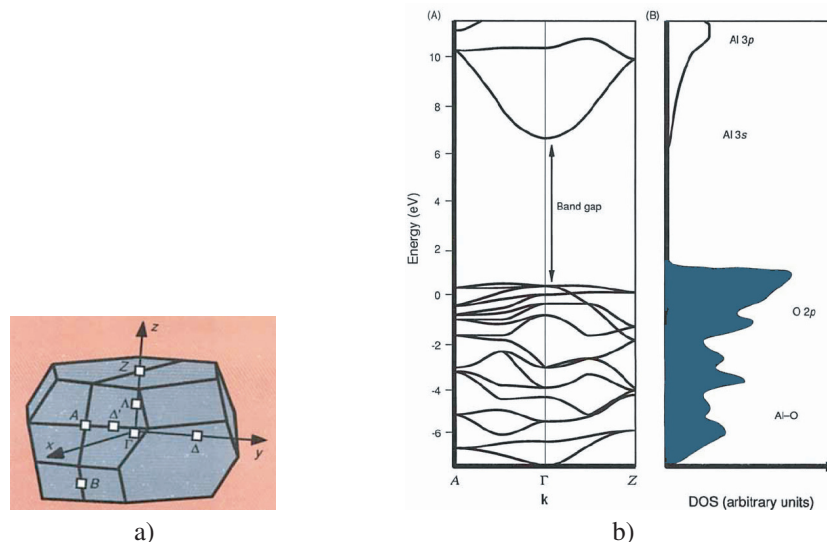 z
Z
A
Δ'
Λ
Γ
Δ
x
y
B
a)
(A)
10
8
6
4
2
0
-2
-4
-6
Energy (eV)
Band gap
A
Γ
Z
k
(B)
Al 3p
Al 3s
O 2p
Al–O
DOS (arbitrary units)
b)